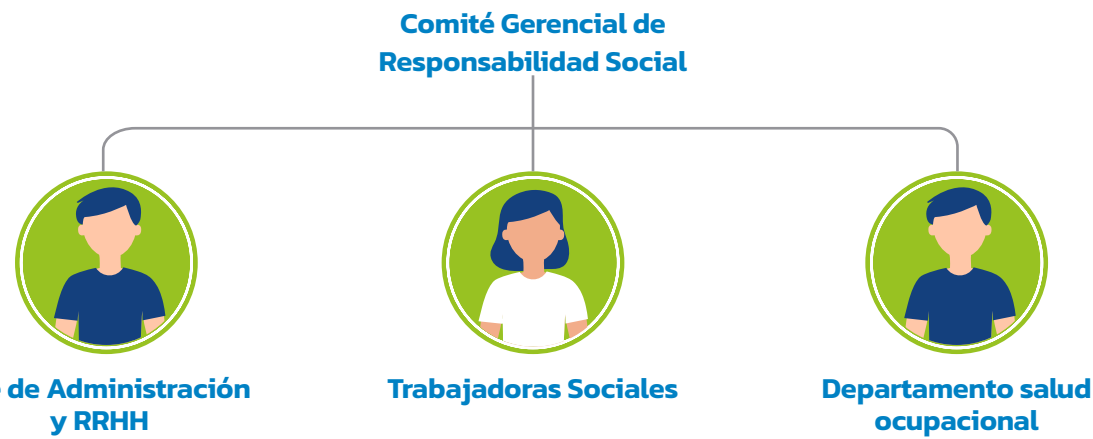 Comité Gerencial de
Responsabilidad Social
de Administración
y RRHH
Trabajadoras Sociales
Departamento salud
ocupacional